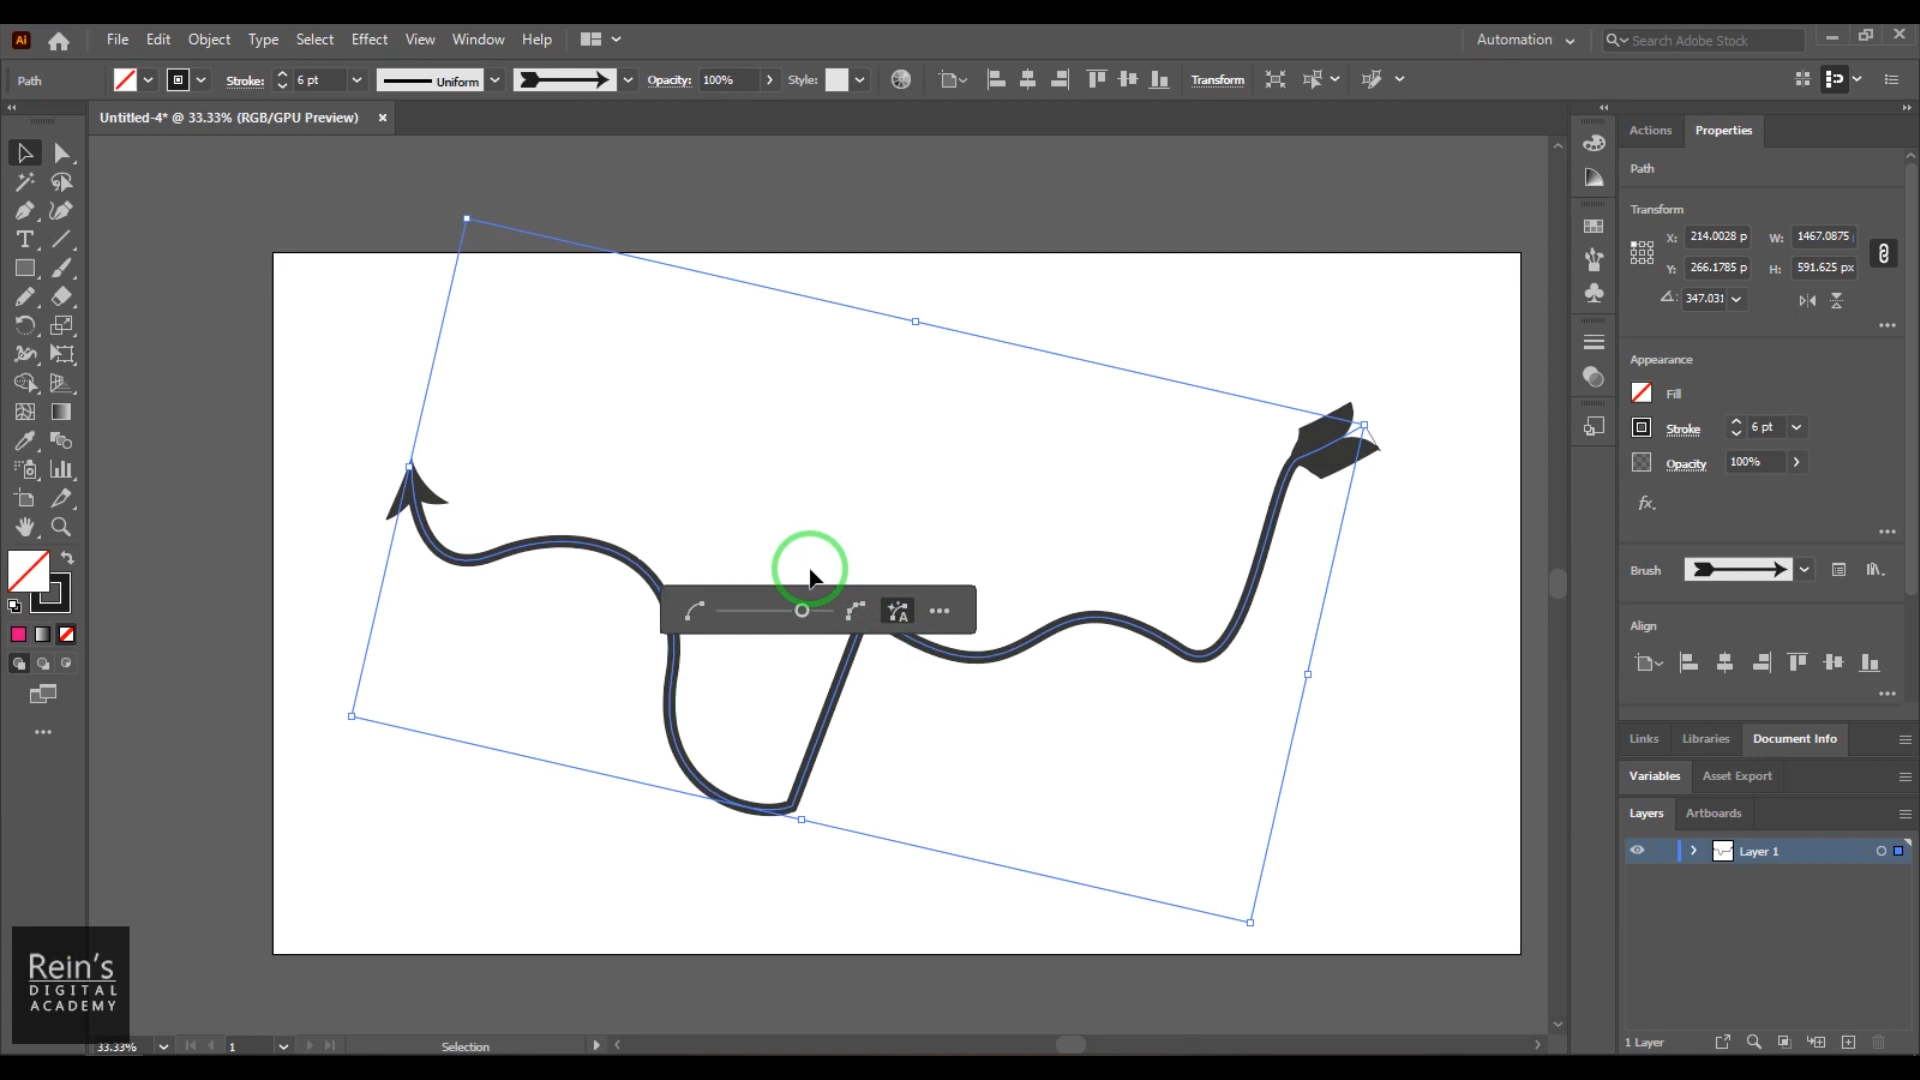 Ai File Edit Object Type Select Effect View Window Help Automation Search Adobe Stock
Path Stroke: 6 pt Uniform Opacity: 100% Style: Transform
Untitled-4* @ 33.33% (RGB/GPU Preview)
Actions Properties
Path
Transform
X: 214.0028 p W: 1467.0875
Y: 266.1785 p H: 591.625 px
347.031
Appearance
Fill
Stroke 6 pt
Opacity 100%
fx.
Brush
Align
Links Libraries Document Info
Variables Asset Export
Layers Artboards
Layer 1
1 Layer
Rein's
DIGITAL
ACADEMY
33.33% 1 Selection